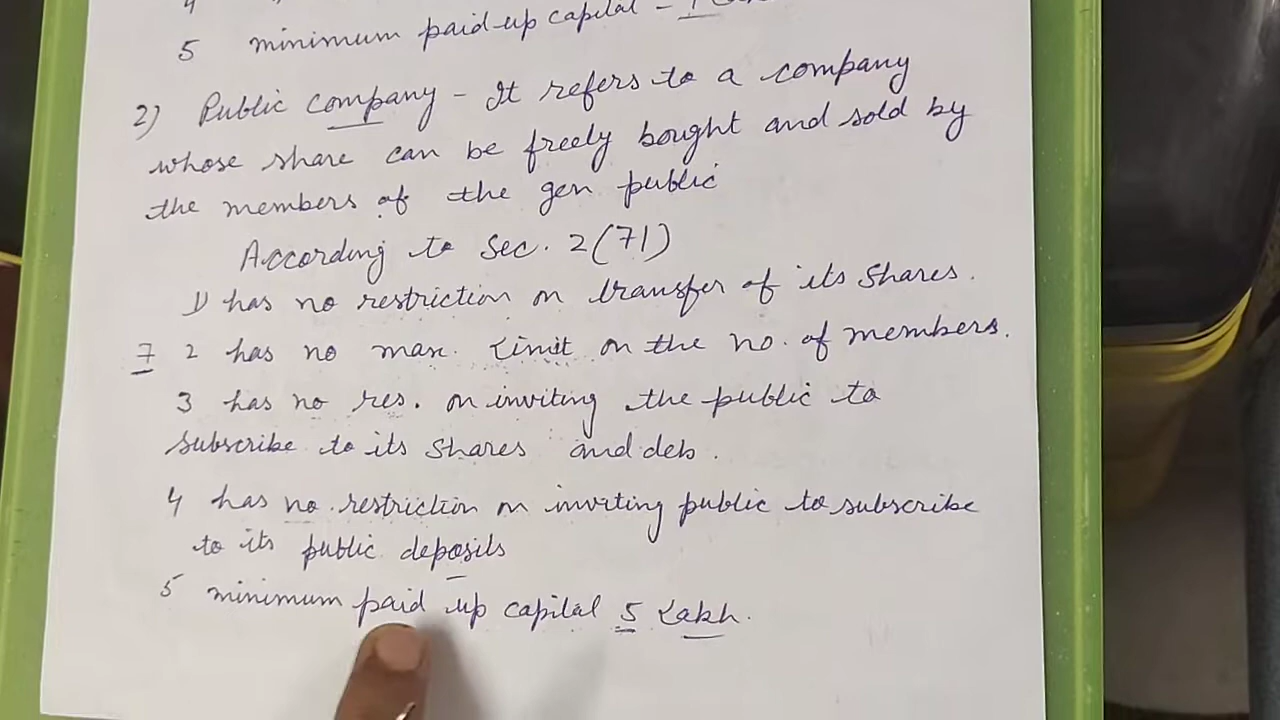 5 minimum paid up capital - 1
2) Public company - It refers to a company
whose share can be freely bought and sold by
the members of the gen public
According to Sec. 2(71)
1) has no restriction on transfer of its Shares.
7 2 has no max. Limit on the no. of members.
3 has no res. on inviting the public to
subscribe to its shares and deb.
4 has no restriction on inviting public to subscribe
to its public deposits
5 minimum paid up capital 5 Lakh.